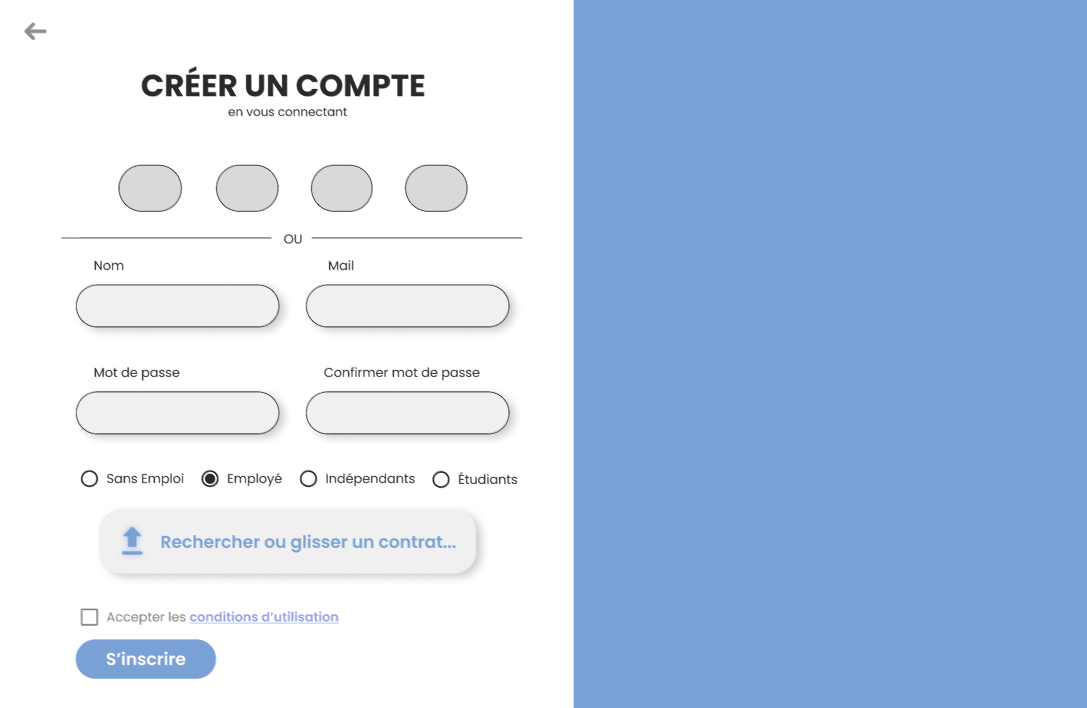 CRÉER UN COMPTE
en vous connectant
OU
Nom
Mail
Mot de passe
Confirmer mot de passe
Sans Emploi
Employé
Indépendants
Étudiants
Rechercher ou glisser un contrat...
Accepter les conditions d'utilisation
S'inscrire